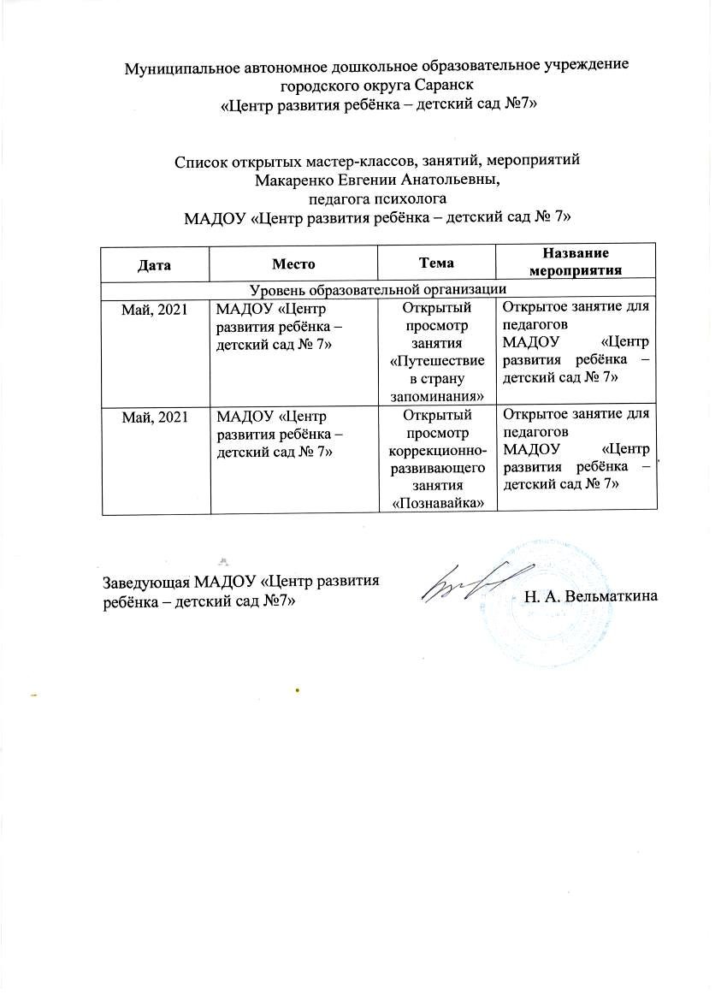 Муниципальное автономное дошкольное образовательное учреждение
городского округа Саранск
«Центр развития ребёнка – детский сад №7»
Список открытых мастер-классов, занятий, мероприятий
Макаренко Евгении Анатольевны,
педагога психолога
МАДОУ «Центр развития ребёнка – детский сад № 7»
Дата
Место
Тема
Название
мероприятия
Уровень образовательной организации
Май, 2021
МАДОУ «Центр
развития ребёнка –
детский сад № 7»
Открытый
просмотр
занятия
«Путешествие
в страну
запоминания»
Открытое занятие для
педагогов
МАДОУ «Центр
развития ребёнка –
детский сад № 7»
Май, 2021
МАДОУ «Центр
развития ребёнка –
детский сад № 7»
Открытый
просмотр
коррекционно-
развивающего
занятия
«Познавайка»
Открытое занятие для
педагогов
МАДОУ «Центр
развития ребёнка –
детский сад № 7»
Заведующая МАДОУ «Центр развития
ребёнка – детский сад №7»
Н. А. Вельматкина